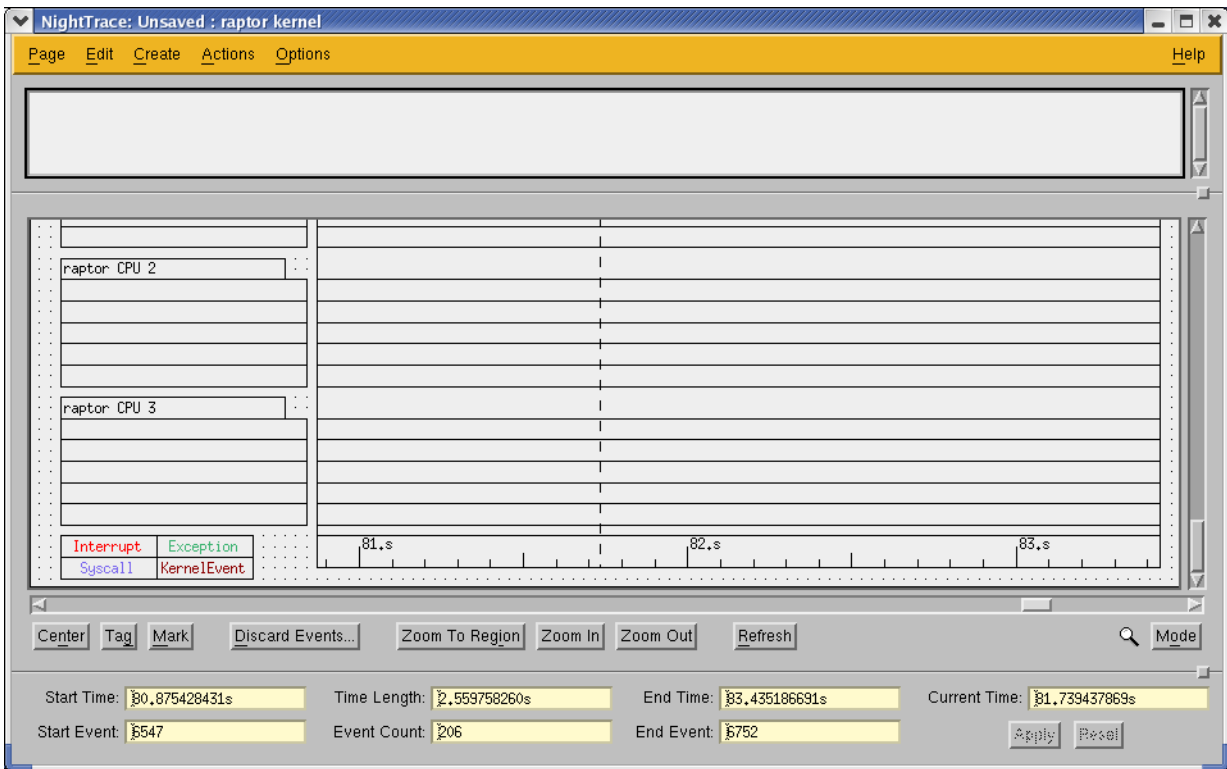 NightTrace: Unsaved : raptor kernel
Page Edit Create Actions Options Help
raptor CPU 2
raptor CPU 3
Interrupt Exception
Syscall KernelEvent
81.s 82.s 83.s
Center Tag Mark Discard Events... Zoom To Region Zoom In Zoom Out Refresh Mode
Start Time: 80.875428431s Time Length: 2.559758260s End Time: 83.435186691s Current Time: 81.739437869s
Start Event: 6547 Event Count: 206 End Event: 6752 Apply Reset